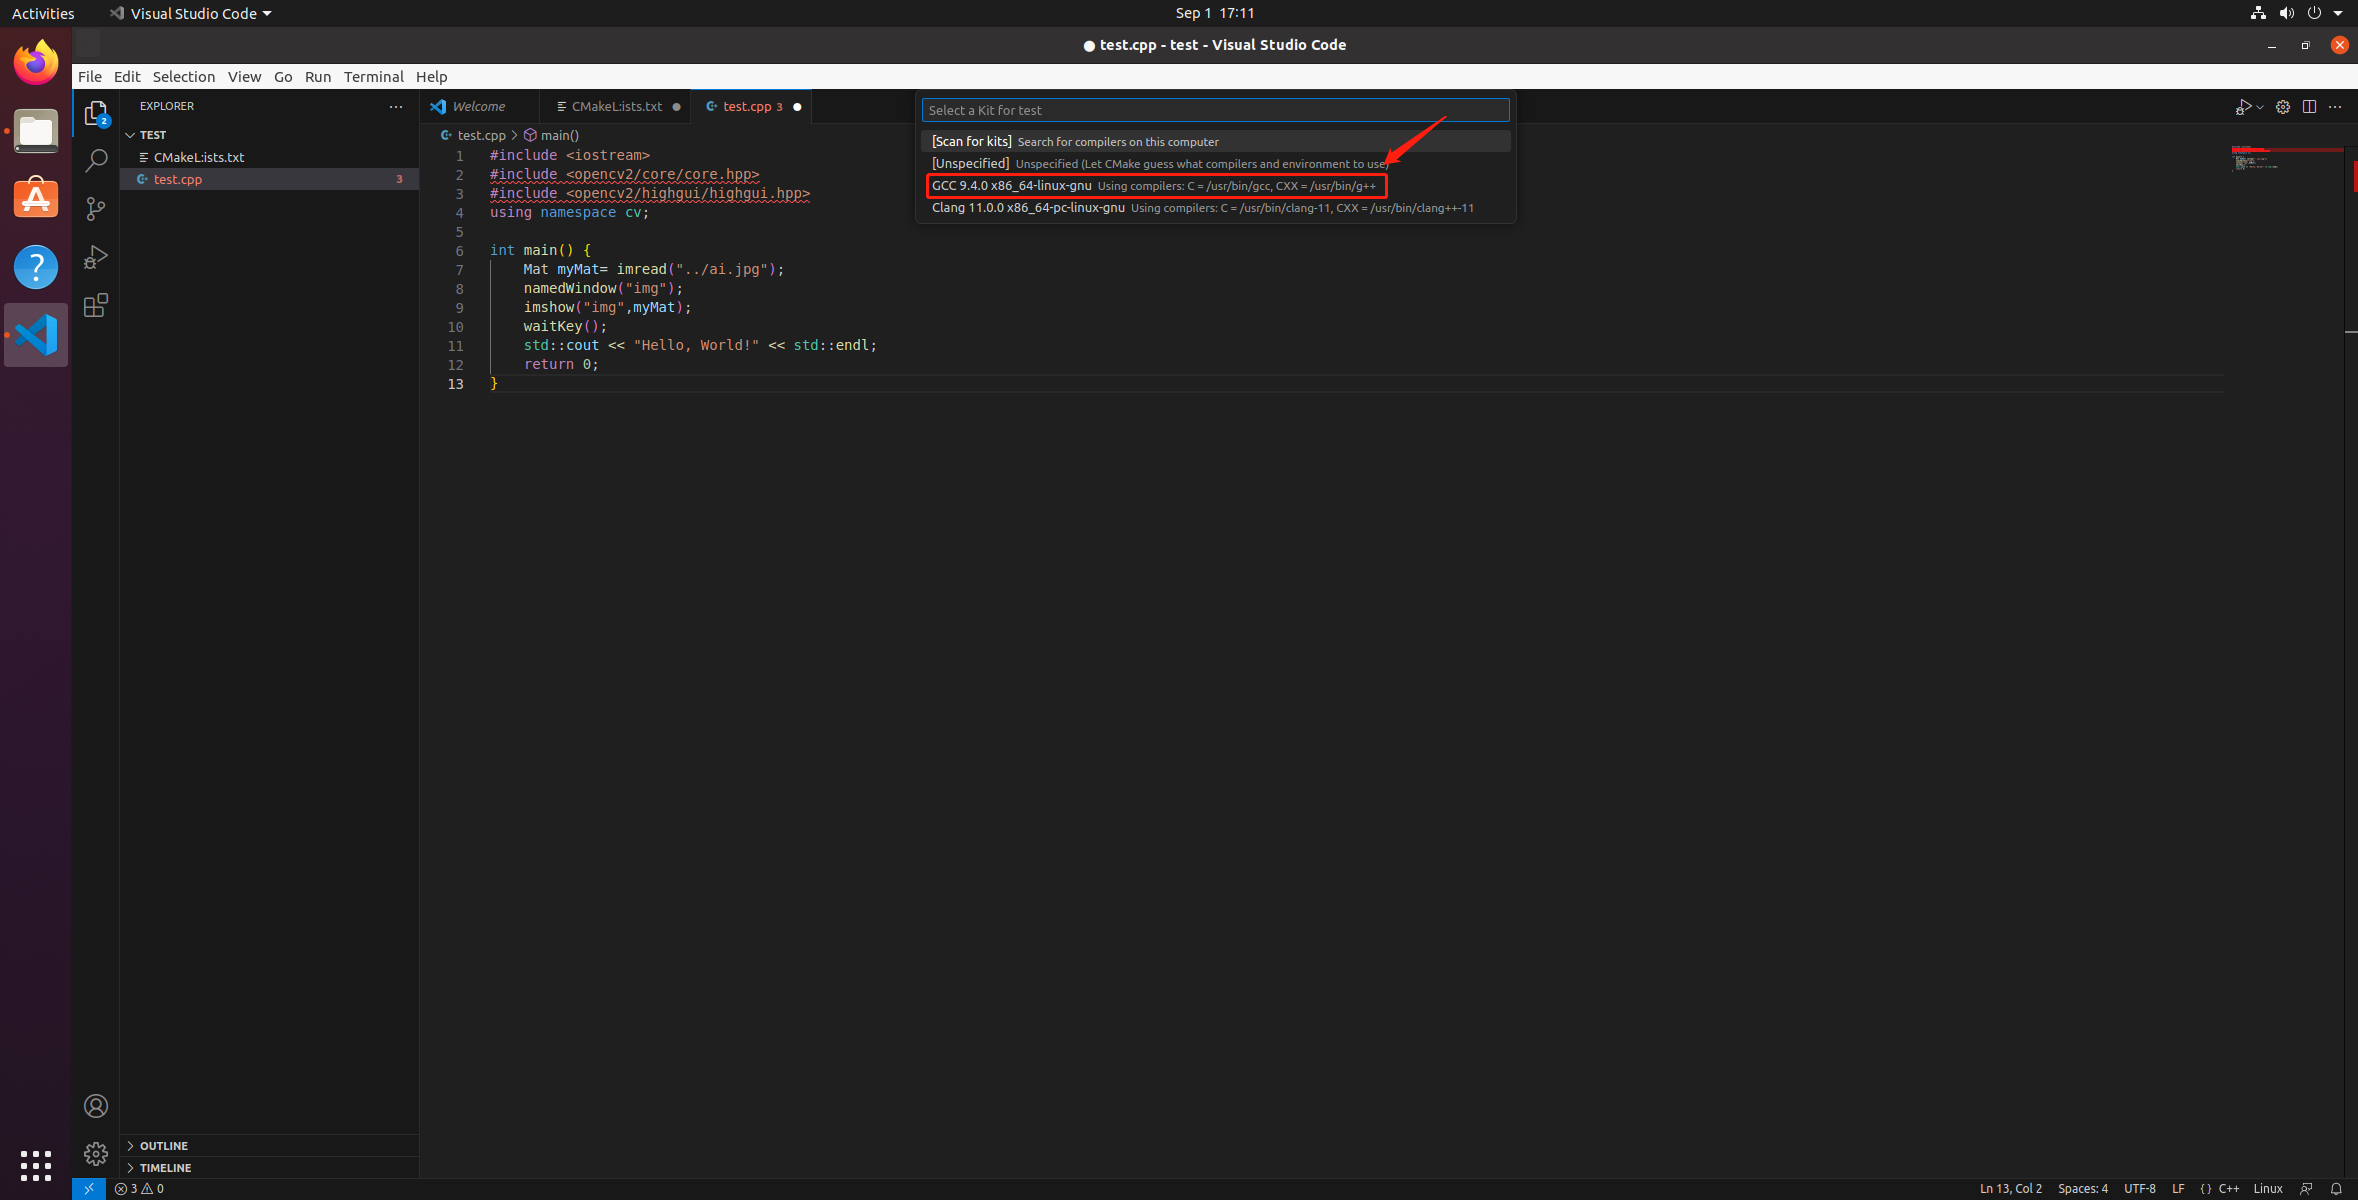 Activities
Visual Studio Code
Sep 1 17:11
● test.cpp - test - Visual Studio Code
File Edit Selection View Go Run Terminal Help
EXPLORER
TEST
CMakeL:ists.txt
test.cpp 3
2
Welcome
CMakeL:ists.txt
test.cpp 3
test.cpp > main()
Select a Kit for test
[Scan for kits] Search for compilers on this computer
[Unspecified] Unspecified (Let CMake guess what compilers and environment to use)
GCC 9.4.0 x86_64-linux-gnu Using compilers: C = /usr/bin/gcc, CXX = /usr/bin/g++
Clang 11.0.0 x86_64-pc-linux-gnu Using compilers: C = /usr/bin/clang-11, CXX = /usr/bin/clang++-11
1 #include <iostream>
2 #include <opencv2/core/core.hpp>
3 #include <opencv2/highgui/highgui.hpp>
4 using namespace cv;
5
6 int main() {
7 Mat myMat= imread("../ai.jpg");
8 namedWindow("img");
9 imshow("img",myMat);
10 waitKey();
11 std::cout << "Hello, World!" << std::endl;
12 return 0;
13 }
OUTLINE
TIMELINE
3 0
Ln 13, Col 2 Spaces: 4 UTF-8 LF {} C++ Linux